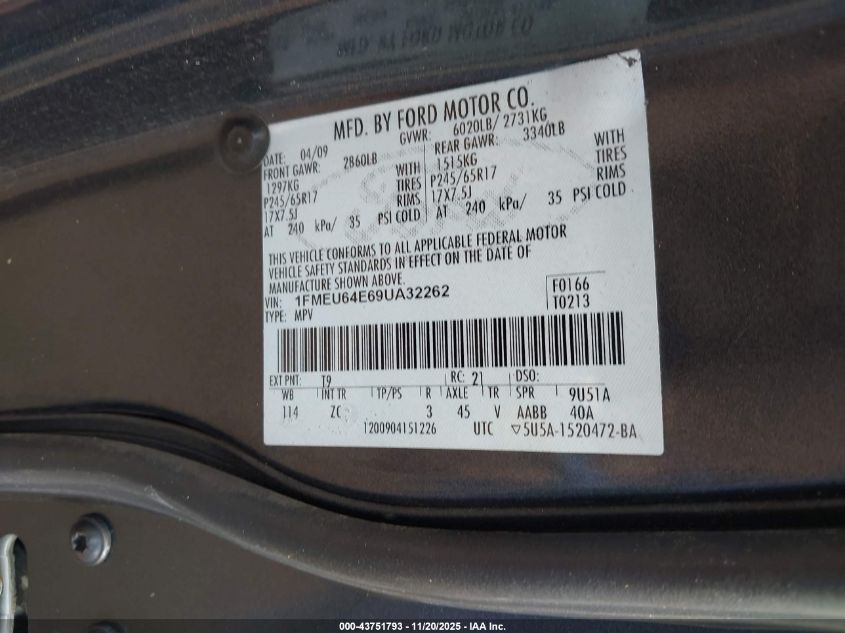 MFD. BY FORD MOTOR CO.
DATE: 04/09 GVWR: 6020LB/ 2731KG
FRONT GAWR: 2860LB REAR GAWR: 3340LB
1297KG WITH 1515KG WITH
P245/65R17 TIRES P245/65R17 TIRES
17X7.5J RIMS 17X7.5J RIMS
AT 240 kPa/ 35 PSI COLD AT 240 kPa/ 35 PSI COLD
THIS VEHICLE CONFORMS TO ALL APPLICABLE FEDERAL MOTOR
VEHICLE SAFETY STANDARDS IN EFFECT ON THE DATE OF
MANUFACTURE SHOWN ABOVE.
VIN: 1FMEU64E69UA32262 F0166
TYPE: MPV T0213
EXT PNT: T9 RC: 21 DSO:
WB INT TR TP/PS R AXLE TR SPR 9U51A
114 ZC 3 45 V AABB 40A
1200904151226 UTC ▽5U5A-1520472-BA
000-43751793 - 11/20/2025 - IAA Inc.